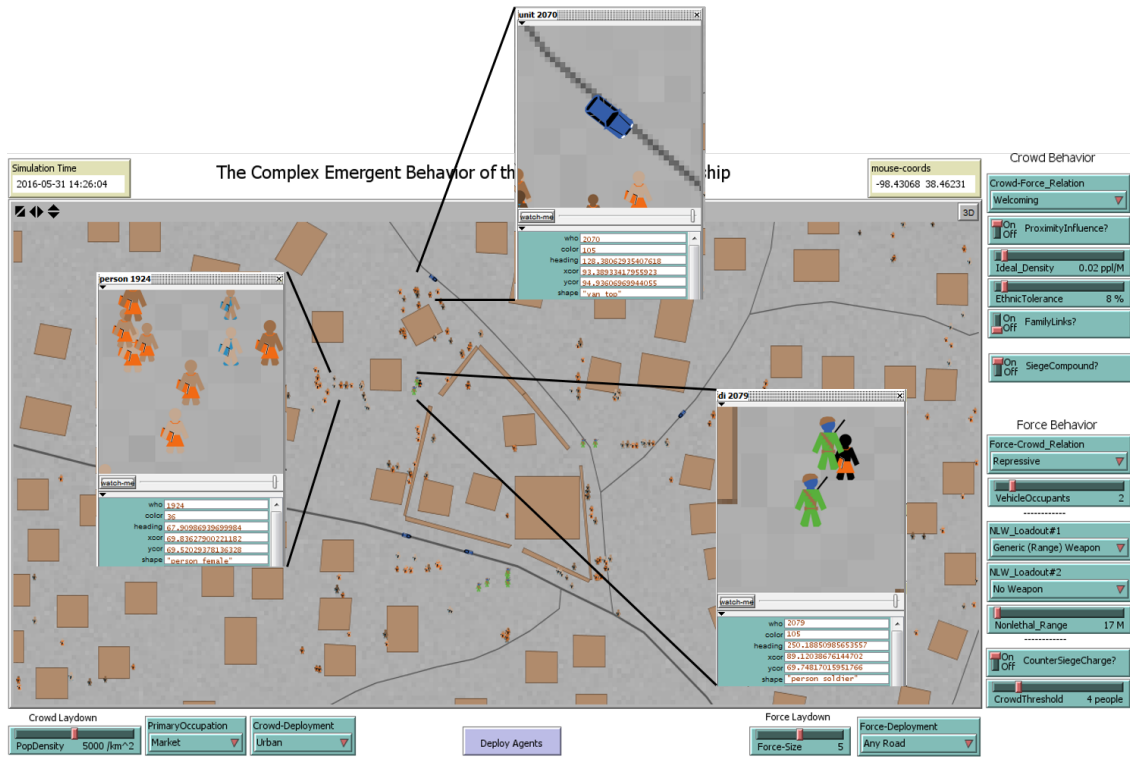 unit 2070
Simulation Time
2016-05-31 14:26:04
The Complex Emergent Behavior of th
ship
mouse-coords
-98.43068 38.46231
3D
watch-me
who 2070
color 105
heading 128.38062935407618
xcor 93.38933417955923
ycor 94.93606969944055
shape "van top"
person 1924
watch-me
who 1924
color 36
heading 67.90986939699984
xcor 69.83627900221182
ycor 69.52029378136328
shape "person female"
di 2079
watch-me
who 2079
color 105
heading 250.18850985653557
xcor 89.12038676144702
ycor 69.74817015951766
shape "person soldier"
Crowd Behavior
Crowd-Force_Relation
Welcoming
On
Off
ProximityInfluence?
Ideal_Density 0.02 ppl/M
EthnicTolerance 8 %
On
Off
FamilyLinks?
On
Off
SiegeCompound?
Force Behavior
Force-Crowd_Relation
Repressive
VehicleOccupants 2
------------
NLW_Loadout#1
Generic (Range) Weapon
NLW_Loadout#2
No Weapon
Nonlethal_Range 17 M
------------
On
Off
CounterSiegeCharge?
CrowdThreshold 4 people
Crowd Laydown
PopDensity 5000 /km^2
PrimaryOccupation
Market
Crowd-Deployment
Urban
Deploy Agents
Force Laydown
Force-Size 5
Force-Deployment
Any Road